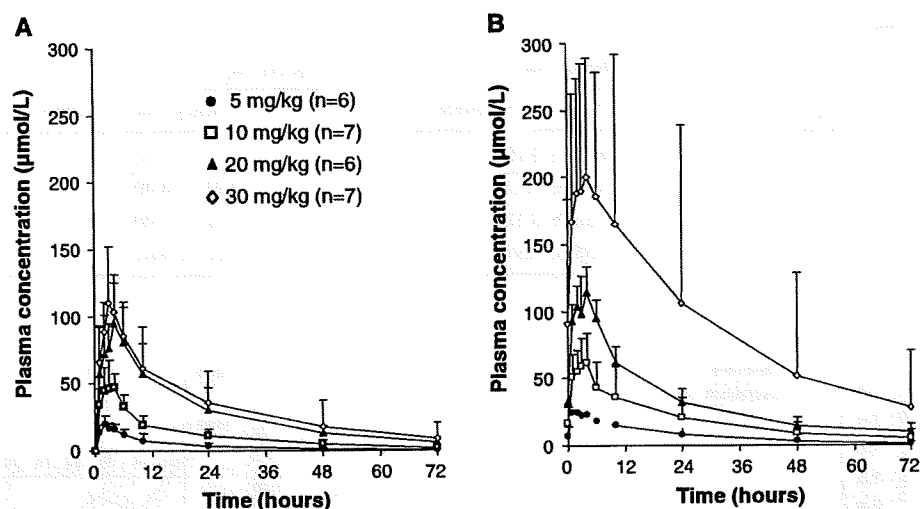 A
300
250
200
150
100
50
0
Plasma concentration (µmol/L)
5 mg/kg (n=6)
10 mg/kg (n=7)
20 mg/kg (n=6)
30 mg/kg (n=7)
0 12 24 36 48 60 72
Time (hours)
B
300
250
200
150
100
50
0
Plasma concentration (µmol/L)
0 12 24 36 48 60 72
Time (hours)